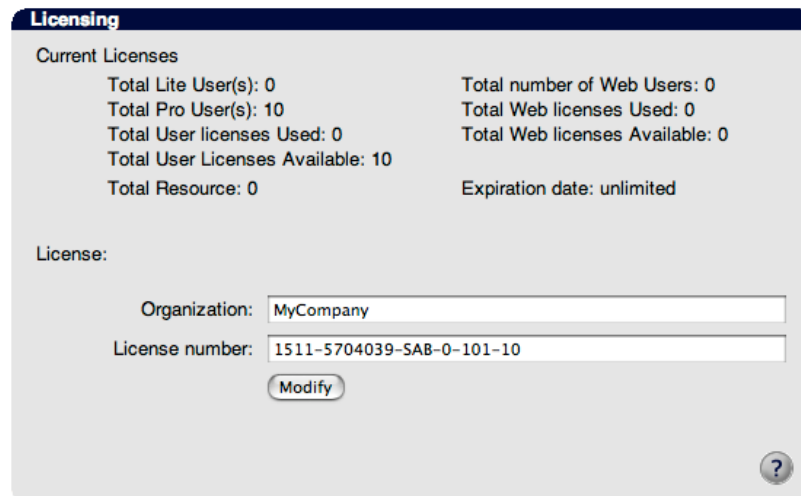 Licensing
Current Licenses
Total Lite User(s): 0
Total Pro User(s): 10
Total User licenses Used: 0
Total User Licenses Available: 10
Total Resource: 0
Total number of Web Users: 0
Total Web licenses Used: 0
Total Web licenses Available: 0
Expiration date: unlimited
License:
Organization: MyCompany
License number: 1511-5704039-SAB-0-101-10
Modify
?